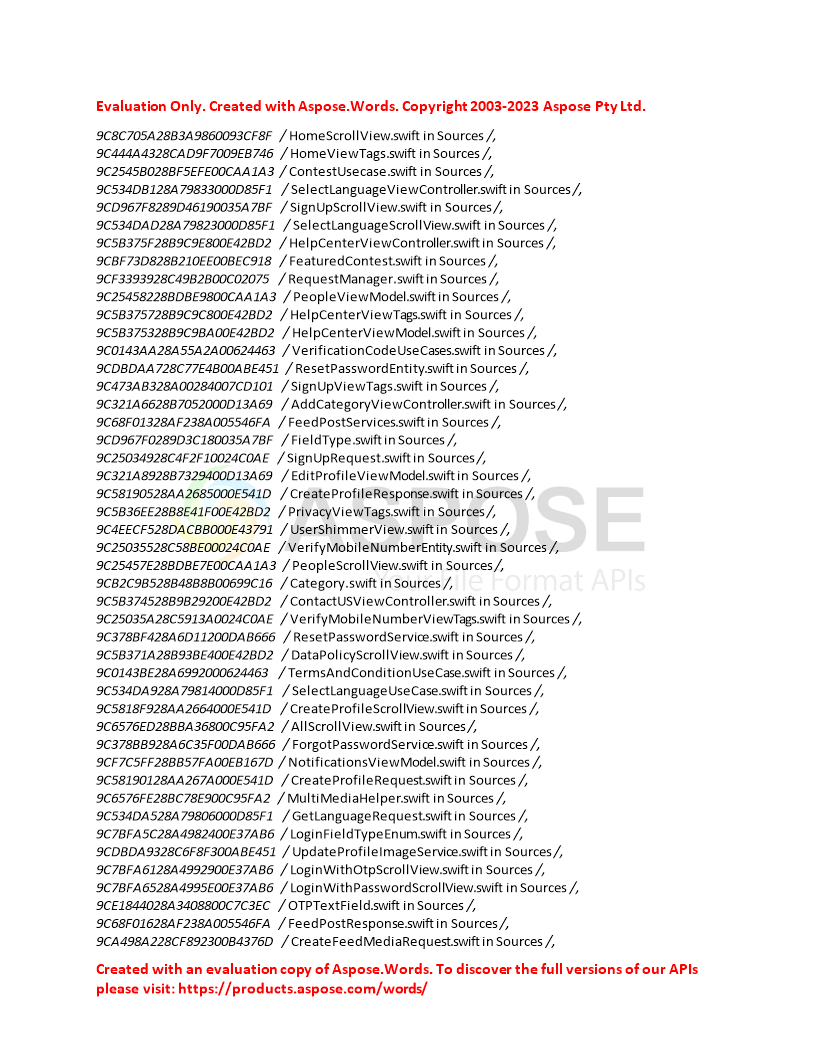 Evaluation Only. Created with Aspose.Words. Copyright 2003-2023 Aspose Pty Ltd.
9C8C705A28B3A9860093CF8F / HomeScrollView.swift in Sources /,
9C444A4328CAD9F7009EB746 / HomeViewTags.swift in Sources /,
9C2545B028BF5EFE00CAA1A3 / ContestUsecase.swift in Sources /,
9C534DB128A79833000D85F1 / SelectLanguageViewController.swift in Sources /,
9CD967F8289D46190035A7BF / SignUpScrollView.swift in Sources /,
9C534DAD28A79823000D85F1 / SelectLanguageScrollView.swift in Sources /,
9C5B375F28B9C9E800E42BD2 / HelpCenterViewController.swift in Sources /,
9CBF73D828B210EE00BEC918 / FeaturedContest.swift in Sources /,
9CF3393928C49B2B00C02075 / RequestManager.swift in Sources /,
9C25458228BDBE9800CAA1A3 / PeopleViewModel.swift in Sources /,
9C5B375728B9C9C800E42BD2 / HelpCenterViewTags.swift in Sources /,
9C5B375328B9C9BA00E42BD2 / HelpCenterViewModel.swift in Sources /,
9C0143AA28A55A2A00624463 / VerificationCodeUseCases.swift in Sources /,
9CDBDAA728C77E4B00ABE451 / ResetPasswordEntity.swift in Sources /,
9C473AB328A00284007CD101 / SignUpViewTags.swift in Sources /,
9C321A6628B7052000D13A69 / AddCategoryViewController.swift in Sources /,
9C68F01328AF238A005546FA / FeedPostServices.swift in Sources /,
9CD967F0289D3C180035A7BF / FieldType.swift in Sources /,
9C25034928C4F2F10024C0AE / SignUpRequest.swift in Sources /,
9C321A8928B7329400D13A69 / EditProfileViewModel.swift in Sources /,
9C58190528AA2685000E541D / CreateProfileResponse.swift in Sources /,
9C5B36EE28B8E41F00E42BD2 / PrivacyViewTags.swift in Sources /,
9C4EECF528DACBB000E43791 / UserShimmerView.swift in Sources /,
9C25035528C58BE00024C0AE / VerifyMobileNumberEntity.swift in Sources /,
9C25457E28BDBE7E00CAA1A3 / PeopleScrollView.swift in Sources /,
9CB2C9B528B48B8B00699C16 / Category.swift in Sources /,
9C5B374528B9B29200E42BD2 / ContactUSViewController.swift in Sources /,
9C25035A28C5913A0024C0AE / VerifyMobileNumberViewTags.swift in Sources /,
9C378BF428A6D11200DAB666 / ResetPasswordService.swift in Sources /,
9C5B371A28B93BE400E42BD2 / DataPolicyScrollView.swift in Sources /,
9C0143BE28A6992000624463 / TermsAndConditionUseCase.swift in Sources /,
9C534DA928A79814000D85F1 / SelectLanguageUseCase.swift in Sources /,
9C5818F928AA2664000E541D / CreateProfileScrollView.swift in Sources /,
9C6576ED28BBA36800C95FA2 / AllScrollView.swift in Sources /,
9C378BB928A6C35F00DAB666 / ForgotPasswordService.swift in Sources /,
9CF7C5FF28BB57FA00EB167D / NotificationsViewModel.swift in Sources /,
9C58190128AA267A000E541D / CreateProfileRequest.swift in Sources /,
9C6576FE28BC78E900C95FA2 / MultiMediaHelper.swift in Sources /,
9C534DA528A79806000D85F1 / GetLanguageRequest.swift in Sources /,
9C7BFA5C28A4982400E37AB6 / LoginFieldTypeEnum.swift in Sources /,
9CDBDA9328C6F8F300ABE451 / UpdateProfileImageService.swift in Sources /,
9C7BFA6128A4992900E37AB6 / LoginWithOtpScrollView.swift in Sources /,
9C7BFA6528A4995E00E37AB6 / LoginWithPasswordScrollView.swift in Sources /,
9CE1844028A3408800C7C3EC / OTPTextField.swift in Sources /,
9C68F01628AF238A005546FA / FeedPostResponse.swift in Sources /,
9CA498A228CF892300B4376D / CreateFeedMediaRequest.swift in Sources /,
ASPOSE
Your File Format APIs
Created with an evaluation copy of Aspose.Words. To discover the full versions of our APIs
please visit: https://products.aspose.com/words/